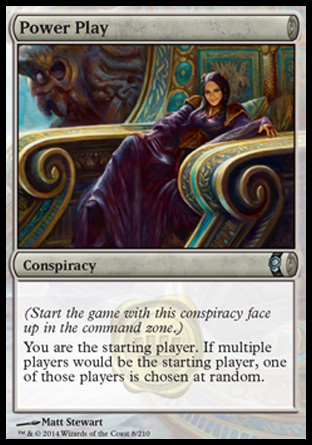 Power Play
Conspiracy
(Start the game with this conspiracy face
up in the command zone.)
You are the starting player. If multiple
players would be the starting player, one
of those players is chosen at random.
Matt Stewart
™ & © 2014 Wizards of the Coast 8/210